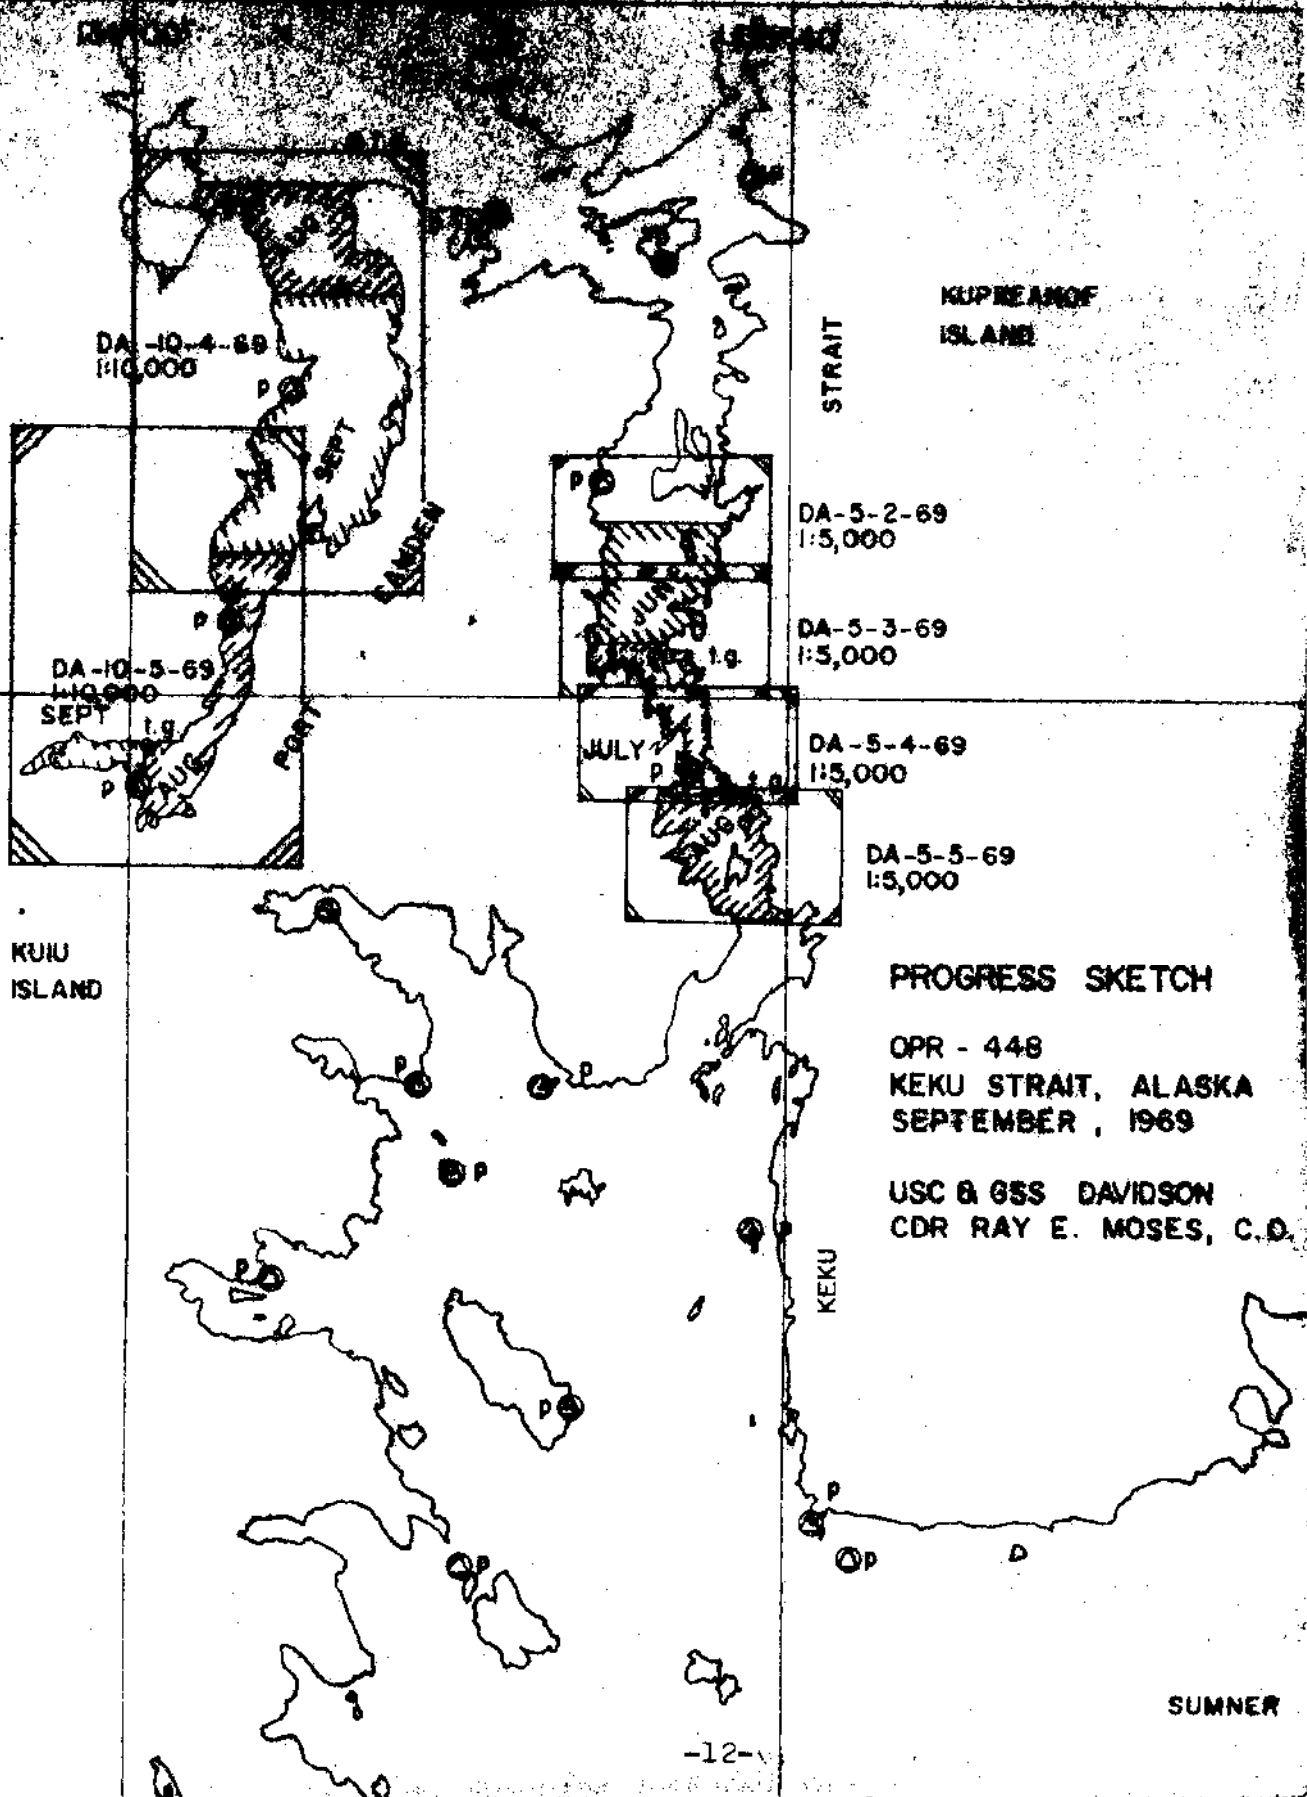 KUPREANOF
ISLAND
STRAIT
DA-10-4-69
1:10,000
P
SEPT
CAMDEN
P
DA-5-2-69
1:5,000
JUNE
DA-5-3-69
1:5,000
t.g.
P
DA-10-5-69
1:10,000
SEPT
t.g.
PORT
AUG
P
JULY
P
DA-5-4-69
1:5,000
t.g.
AUG
DA-5-5-69
1:5,000
KUIU
ISLAND
PROGRESS SKETCH
OPR - 448
KEKU STRAIT, ALASKA
SEPTEMBER , 1969
USC & GSS DAVIDSON
CDR RAY E. MOSES, C.O.
P
P
P
P
P
KEKU
P
P
P
P
SUMNER
-12-